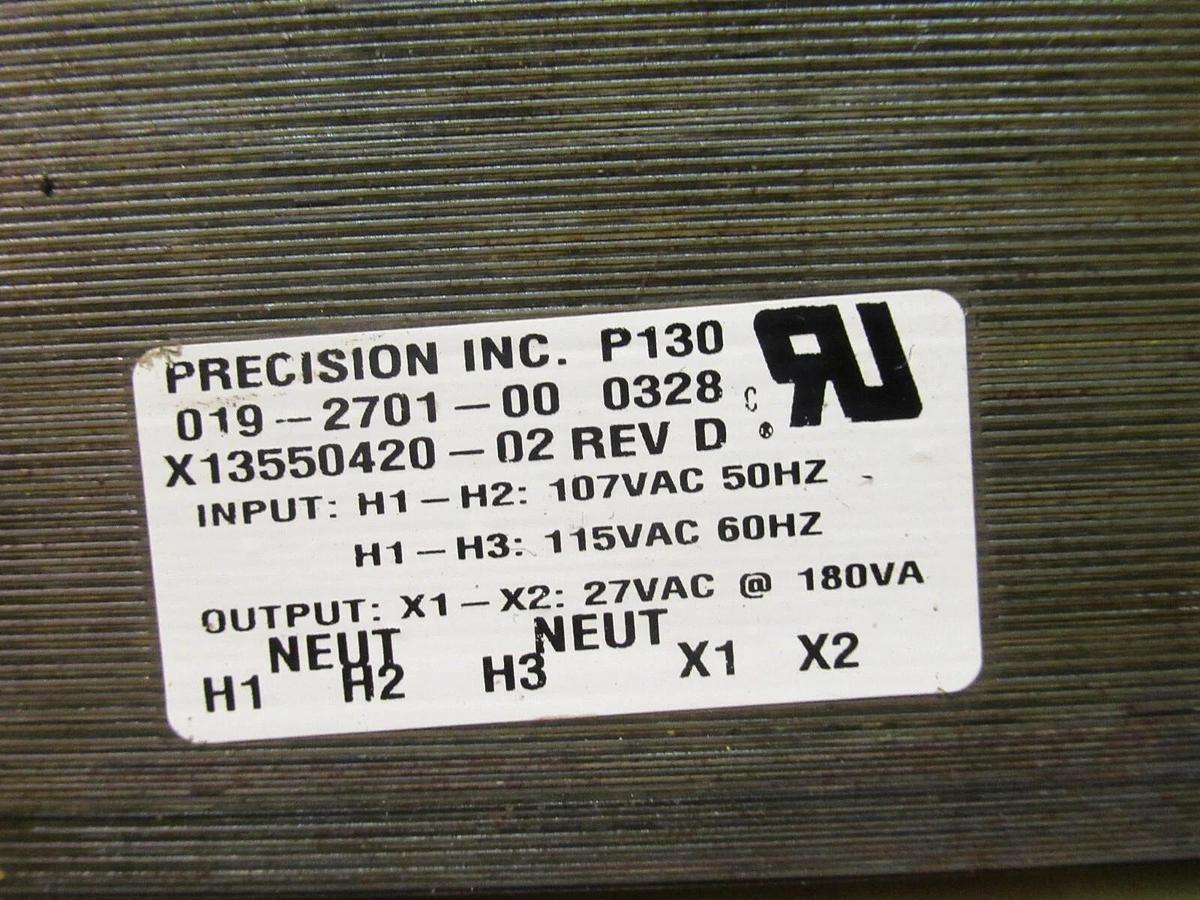 PRECISION INC. P130
019-2701-00 0328
X13550420-02 REV D
C RU ®
INPUT: H1-H2: 107VAC 50HZ
H1-H3: 115VAC 60HZ
OUTPUT: X1-X2: 27VAC @ 180VA
NEUT NEUT
H1 H2 H3 X1 X2